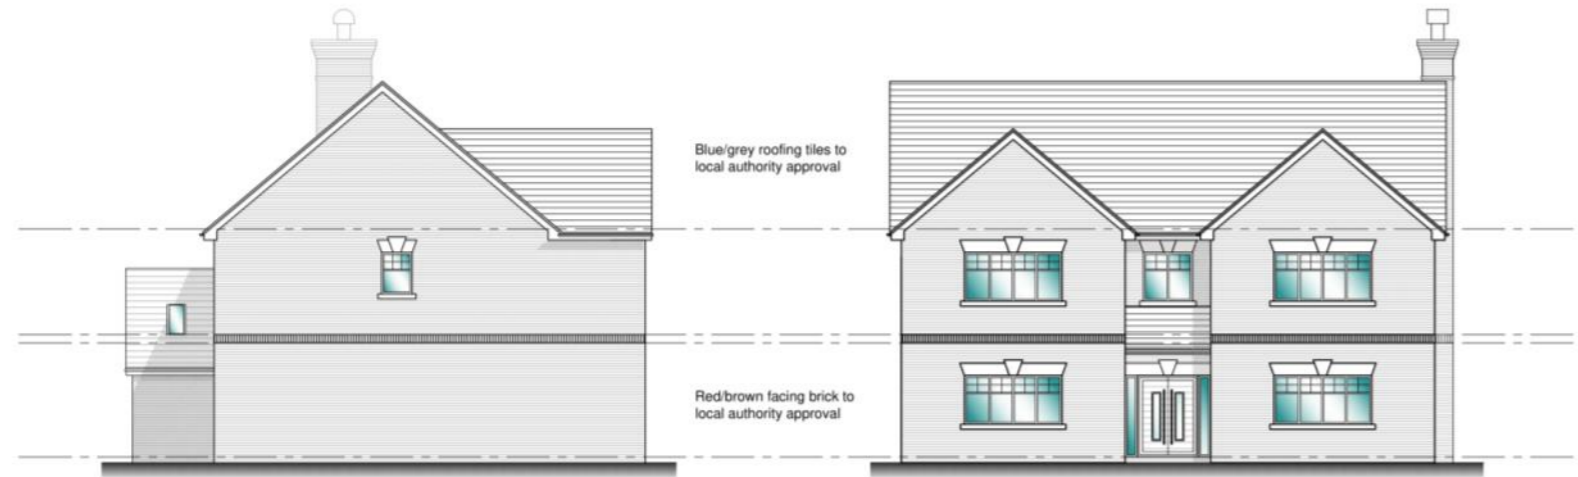 Blue/grey roofing tiles to
local authority approval
Red/brown facing brick to
local authority approval